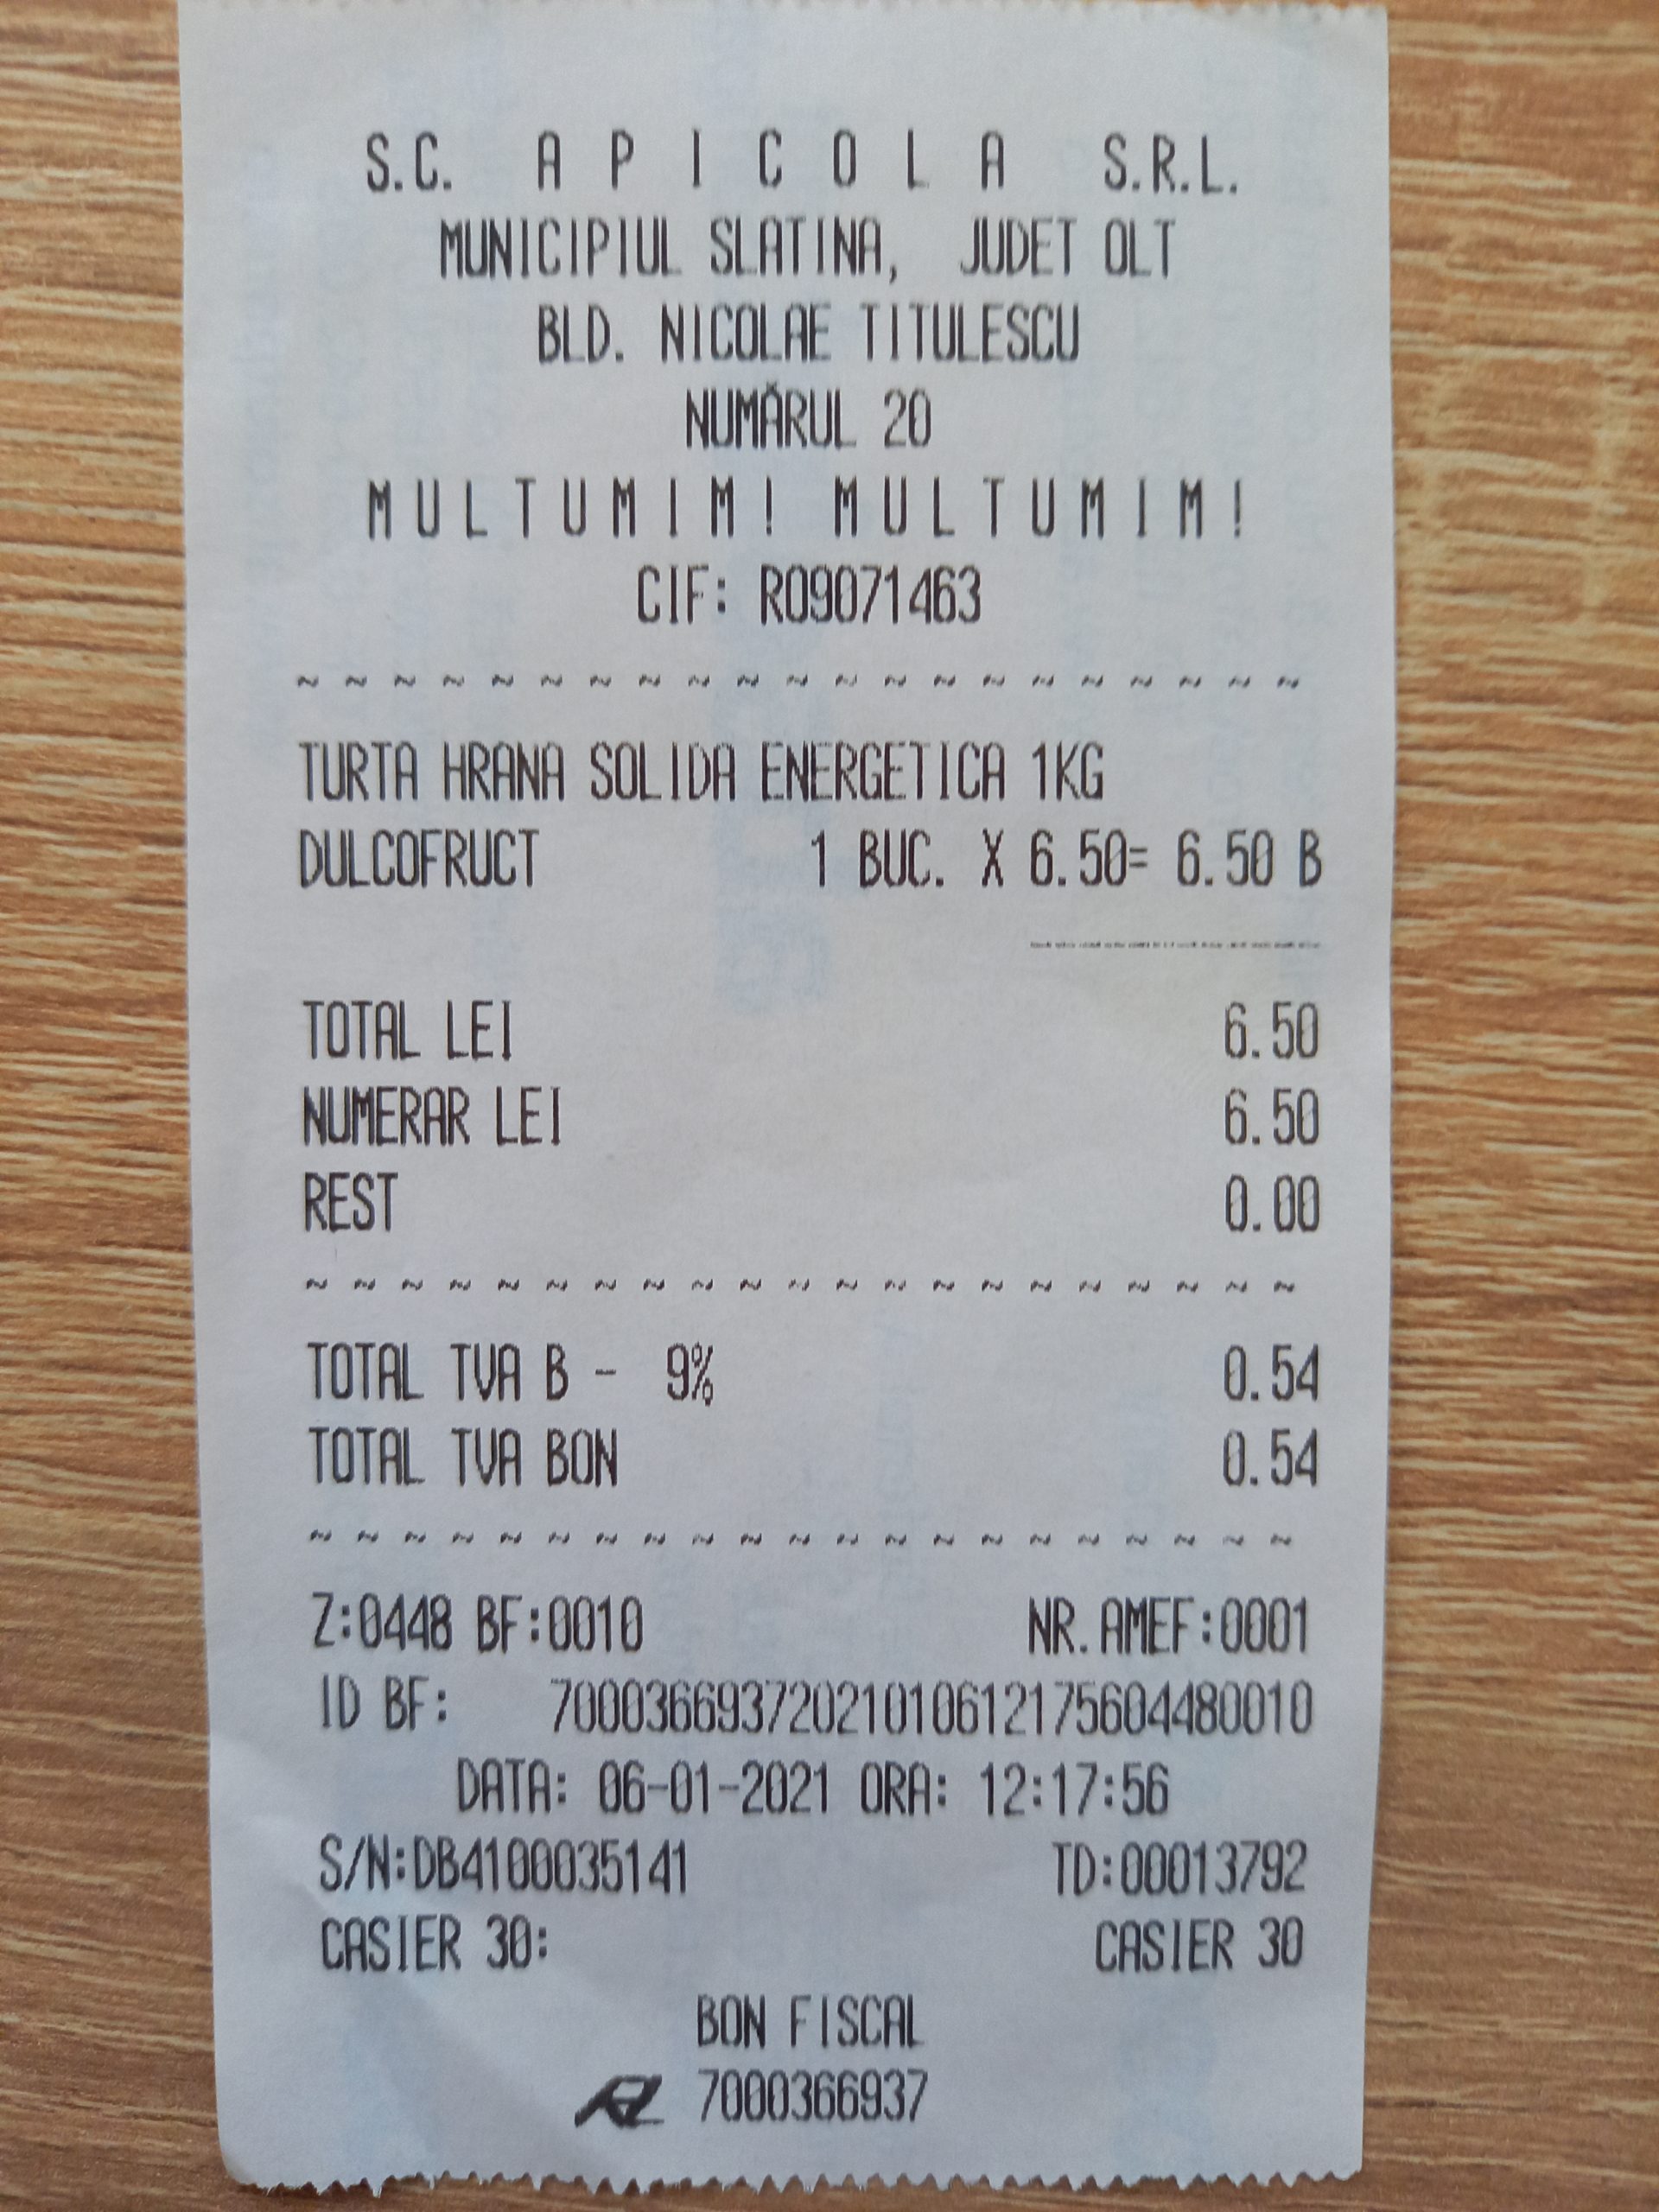 S.C. A P I C O L A S.R.L.
MUNICIPIUL SLATINA, JUDET OLT
BLD. NICOLAE TITULESCU
NUMĂRUL 20
M U L T U M I M ! M U L T U M I M !
CIF: RO9071463
~ ~ ~ ~ ~ ~ ~ ~ ~ ~ ~ ~ ~ ~ ~ ~ ~ ~ ~ ~ ~
TURTA HRANA SOLIDA ENERGETICA 1KG
DULCOFRUCT 1 BUC. X 6.50= 6.50 B
TOTAL LEI 6.50
NUMERAR LEI 6.50
REST 0.00
~ ~ ~ ~ ~ ~ ~ ~ ~ ~ ~ ~ ~ ~ ~ ~ ~ ~ ~ ~ ~
TOTAL TVA B - 9% 0.54
TOTAL TVA BON 0.54
~ ~ ~ ~ ~ ~ ~ ~ ~ ~ ~ ~ ~ ~ ~ ~ ~ ~ ~ ~ ~
Z:0448 BF:0010 NR.AMEF:0001
ID BF: 70003669372021010612175604480010
DATA: 06-01-2021 ORA: 12:17:56
S/N:DB4100035141 TD:00013792
CASIER 30: CASIER 30
BON FISCAL
7000366937